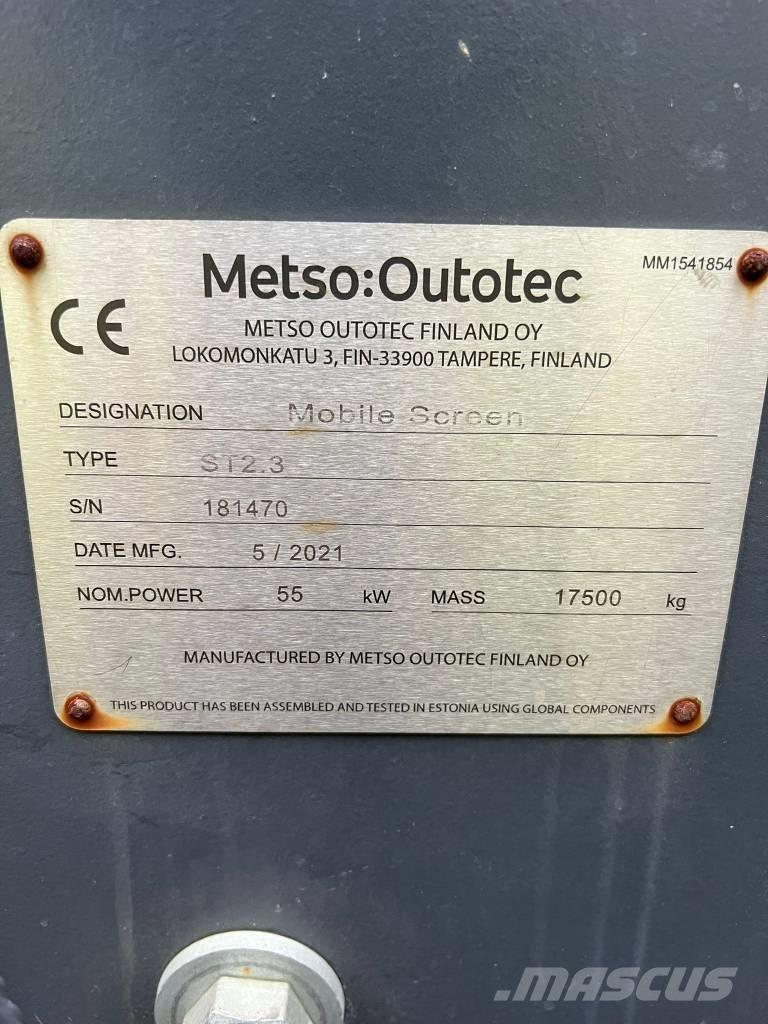 Metso:Outotec
MM1541854
CE
METSO OUTOTEC FINLAND OY
LOKOMONKATU 3, FIN-33900 TAMPERE, FINLAND
DESIGNATION Mobile Screen
TYPE ST2.3
S/N 181470
DATE MFG. 5 / 2021
NOM.POWER 55 kW MASS 17500 kg
MANUFACTURED BY METSO OUTOTEC FINLAND OY
THIS PRODUCT HAS BEEN ASSEMBLED AND TESTED IN ESTONIA USING GLOBAL COMPONENTS
MASCUS